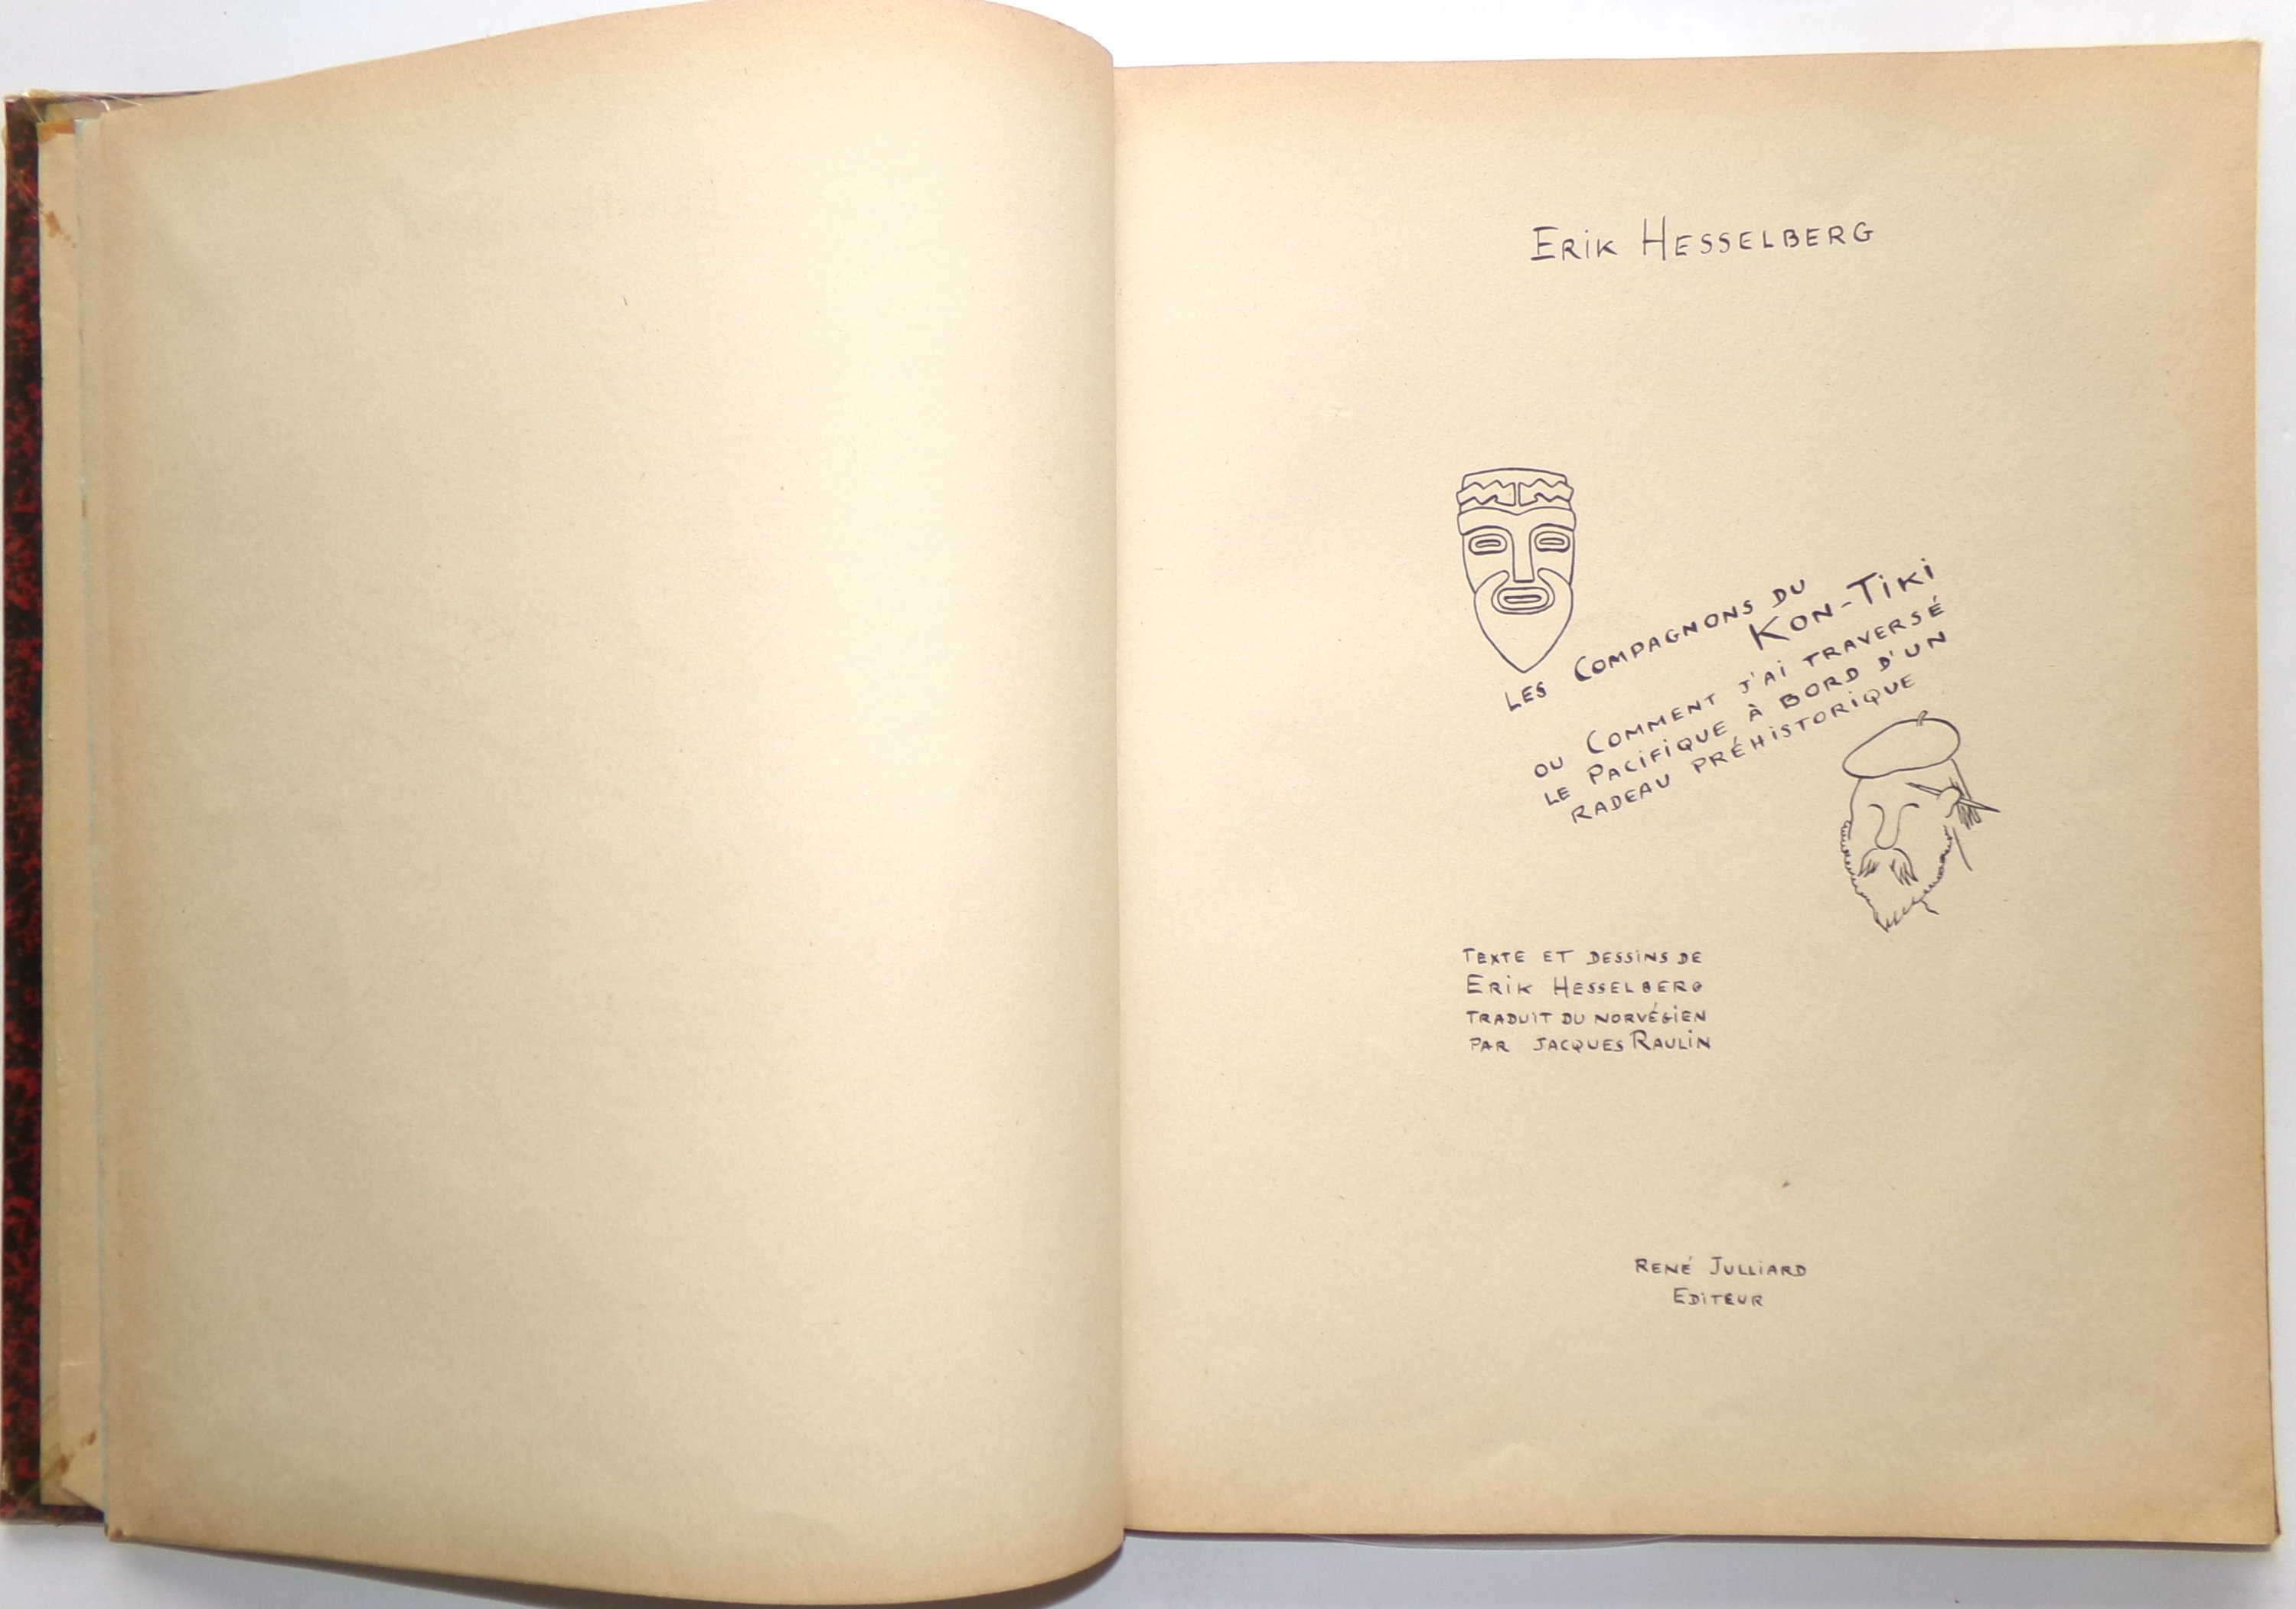 ERiK HESSELBERG
LES COMPAGNONS DU
KON-TiKi
OU COMMENT J'Ai TRAVERSÉ
LE PACiFiQUE À BORD D'UN
RADEAU PRÉHiSTORiQUE
TEXTE ET DESSiNS DE
ERiK HESSELBERG
TRADUiT DU NORVÉGiEN
PAR JACQUES RAULiN
RENÉ JULLiARD
EDiTEUR